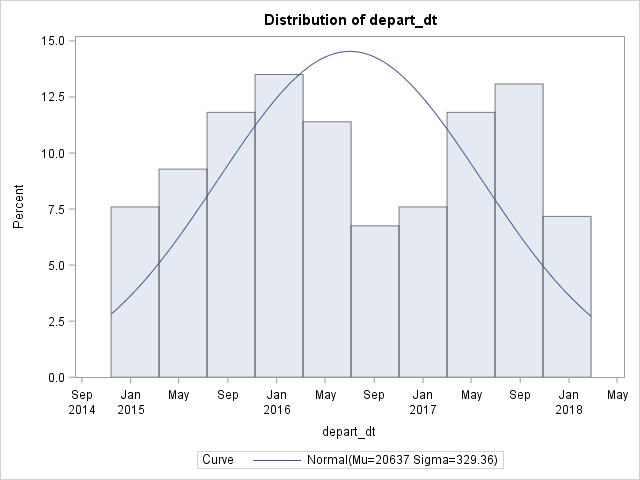 Distribution of depart_dt
15.0
12.5
10.0
7.5
5.0
2.5
0.0
Percent
Sep Jan May Sep Jan May Sep Jan May Sep Jan May
2014 2015 2016 2017 2018
depart_dt
Curve Normal(Mu=20637 Sigma=329.36)